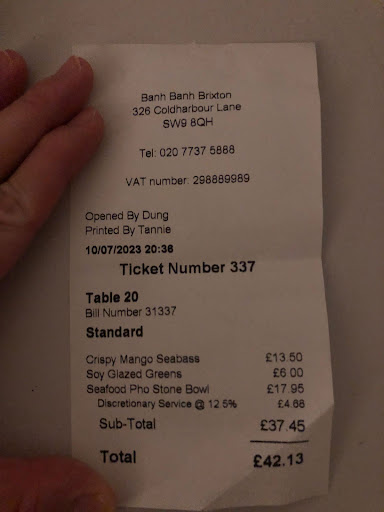 Banh Banh Brixton
326 Coldharbour Lane
SW9 8QH
Tel: 020 7737 5888
VAT number: 298889989
Opened By Dung
Printed By Tannie
10/07/2023 20:36
Ticket Number 337
Table 20
Bill Number 31337
Standard
Crispy Mango Seabass £13.50
Soy Glazed Greens £6.00
Seafood Pho Stone Bowl £17.95
Discretionary Service @ 12.5% £4.68
Sub-Total £37.45
Total £42.13